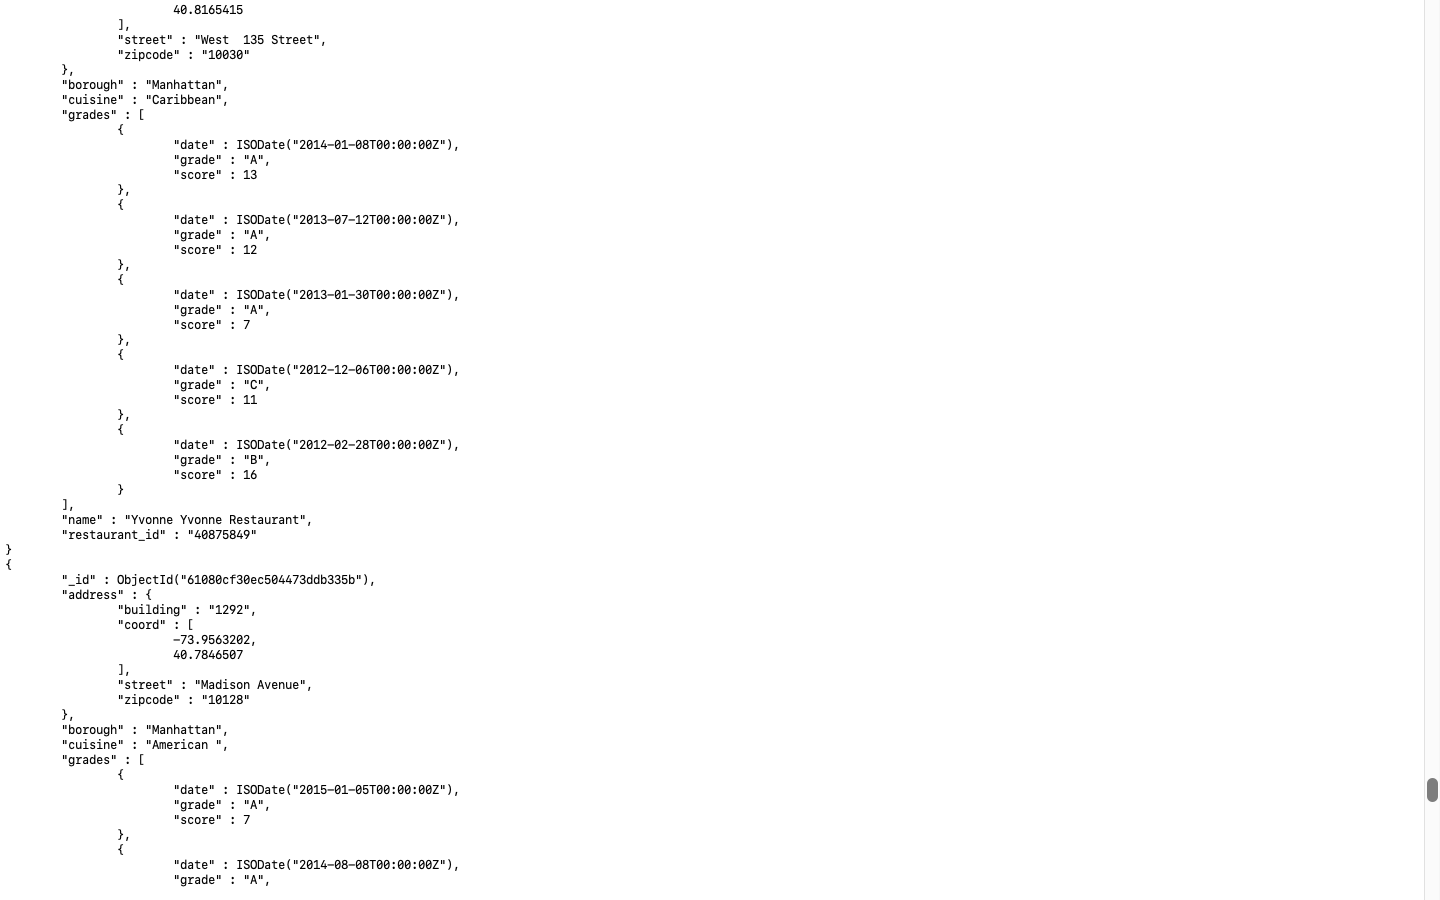 40.8165415
],
"street" : "West  135 Street",
"zipcode" : "10030"
},
"borough" : "Manhattan",
"cuisine" : "Caribbean",
"grades" : [
{
"date" : ISODate("2014-01-08T00:00:00Z"),
"grade" : "A",
"score" : 13
},
{
"date" : ISODate("2013-07-12T00:00:00Z"),
"grade" : "A",
"score" : 12
},
{
"date" : ISODate("2013-01-30T00:00:00Z"),
"grade" : "A",
"score" : 7
},
{
"date" : ISODate("2012-12-06T00:00:00Z"),
"grade" : "C",
"score" : 11
},
{
"date" : ISODate("2012-02-28T00:00:00Z"),
"grade" : "B",
"score" : 16
}
],
"name" : "Yvonne Yvonne Restaurant",
"restaurant_id" : "40875849"
}
{
"_id" : ObjectId("61080cf30ec504473ddb335b"),
"address" : {
"building" : "1292",
"coord" : [
-73.9563202,
40.7846507
],
"street" : "Madison Avenue",
"zipcode" : "10128"
},
"borough" : "Manhattan",
"cuisine" : "American ",
"grades" : [
{
"date" : ISODate("2015-01-05T00:00:00Z"),
"grade" : "A",
"score" : 7
},
{
"date" : ISODate("2014-08-08T00:00:00Z"),
"grade" : "A",